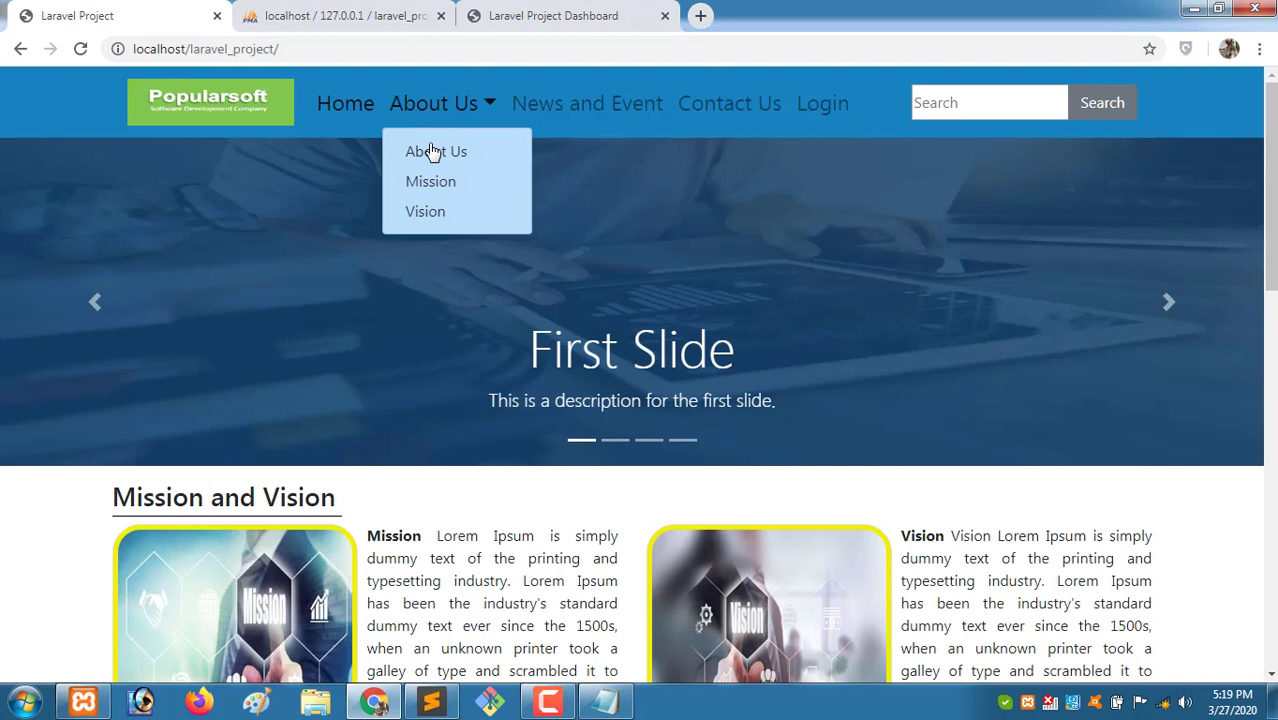 Laravel Project
localhost / 127.0.0.1 / laravel_pro
Laravel Project Dashboard
localhost/laravel_project/
Popularsoft
Software Development Company
Home
About Us
News and Event
Contact Us
Login
Search
Search
About Us
Mission
Vision
First Slide
This is a description for the first slide.
Mission and Vision
Mission
Mission Lorem Ipsum is simply
dummy text of the printing and
typesetting industry. Lorem Ipsum
has been the industry's standard
dummy text ever since the 1500s,
when an unknown printer took a
galley of type and scrambled it to
Vision
Vision Vision Lorem Ipsum is simply
dummy text of the printing and
typesetting industry. Lorem Ipsum
has been the industry's standard
dummy text ever since the 1500s,
when an unknown printer took a
galley of type and scrambled it to
5:19 PM
3/27/2020